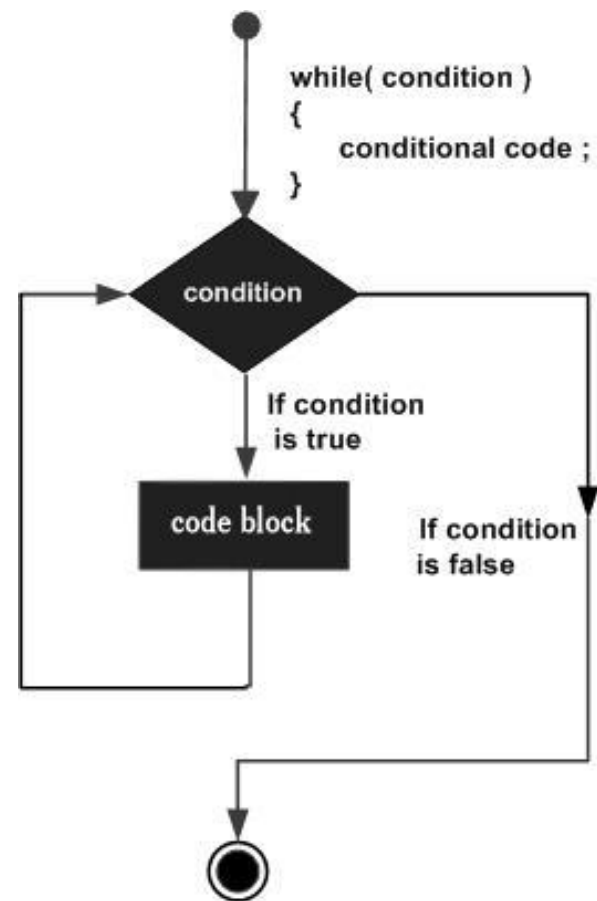 while( condition )
{
conditional code ;
}
condition
If condition
is true
code block
If condition
is false